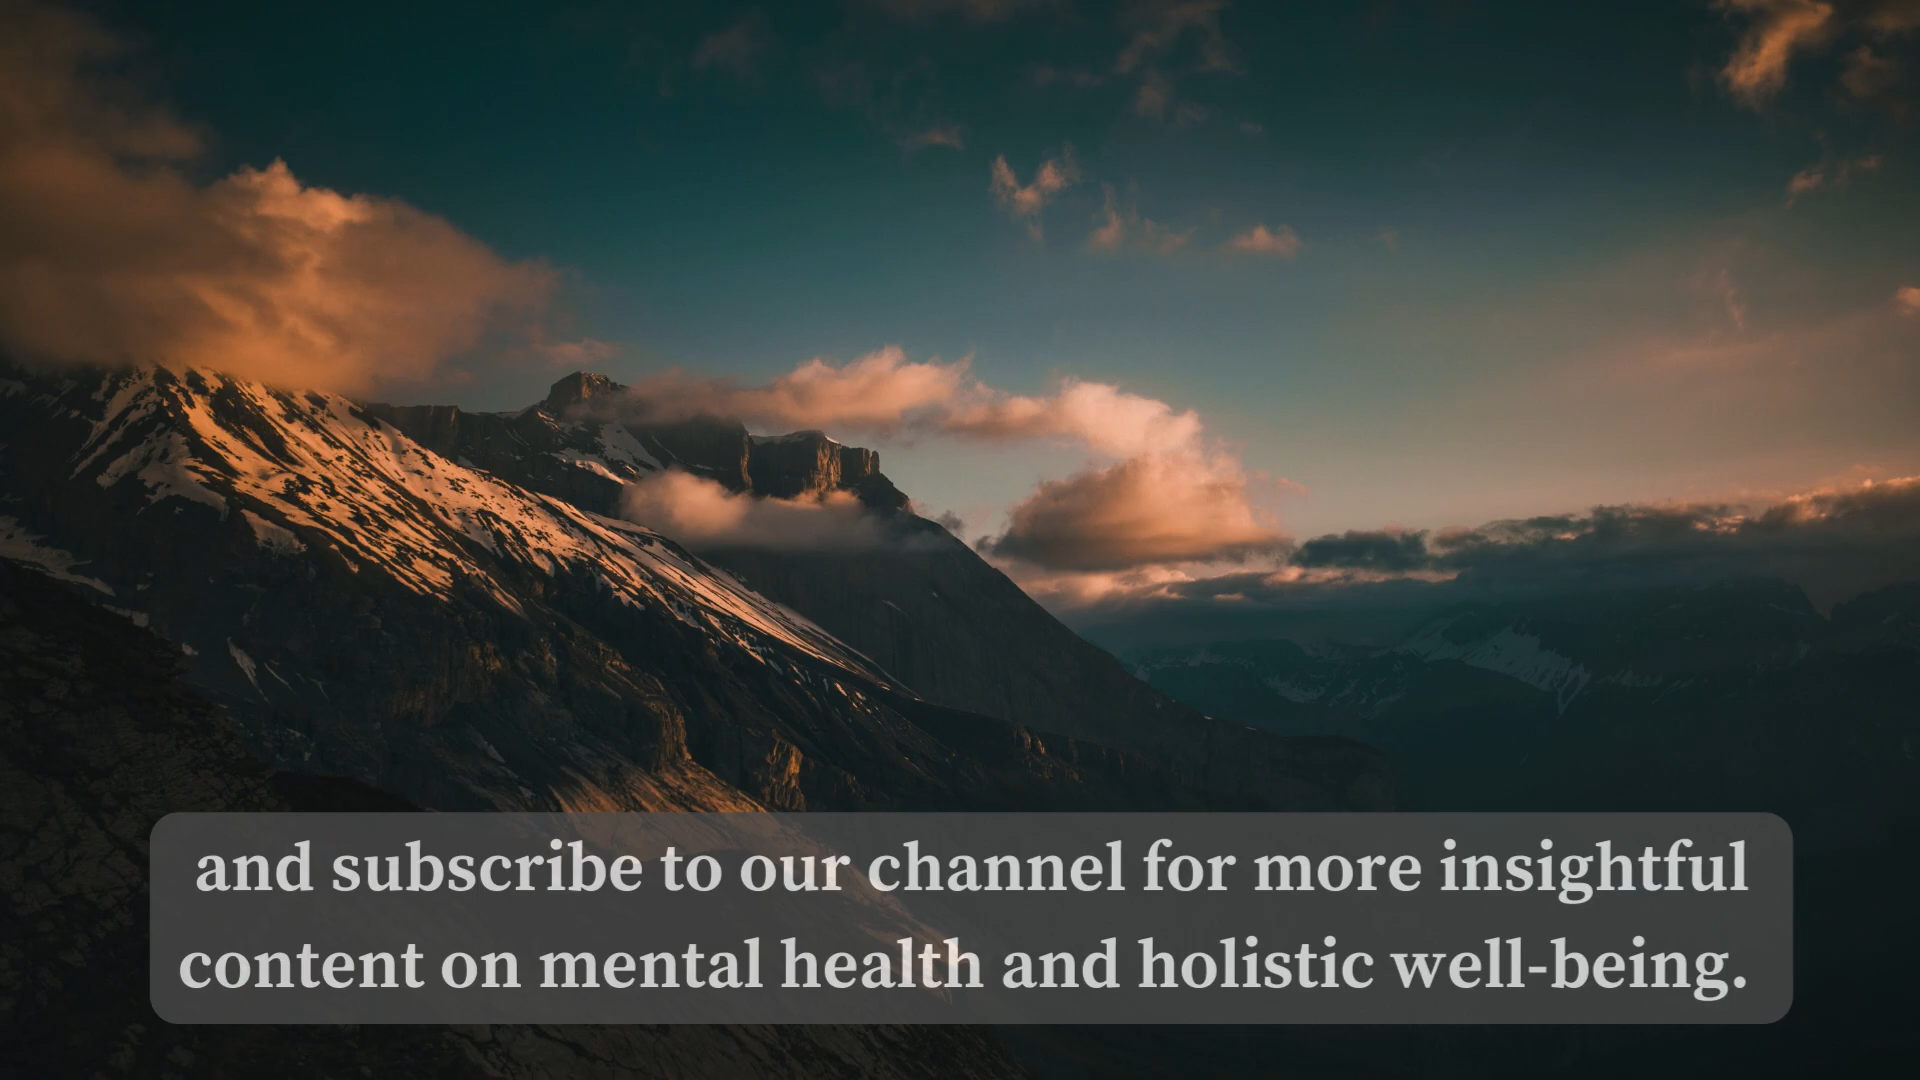 and subscribe to our channel for more insightful
content on mental health and holistic well-being.